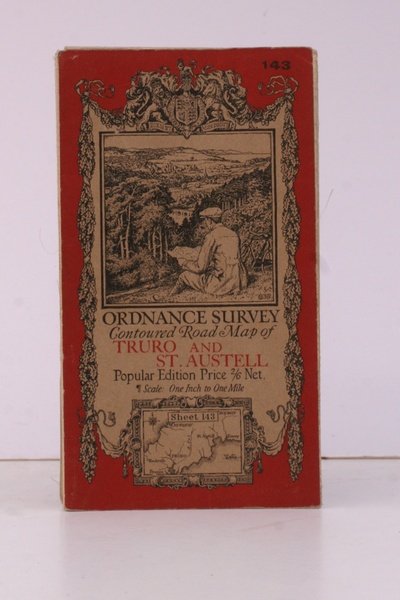 143
ORDNANCE SURVEY
Contoured Road Map of
TRURO AND
ST. AUSTELL
Popular Edition Price 2/6 Net.
¶ Scale: One Inch to One Mile
Sheet 143